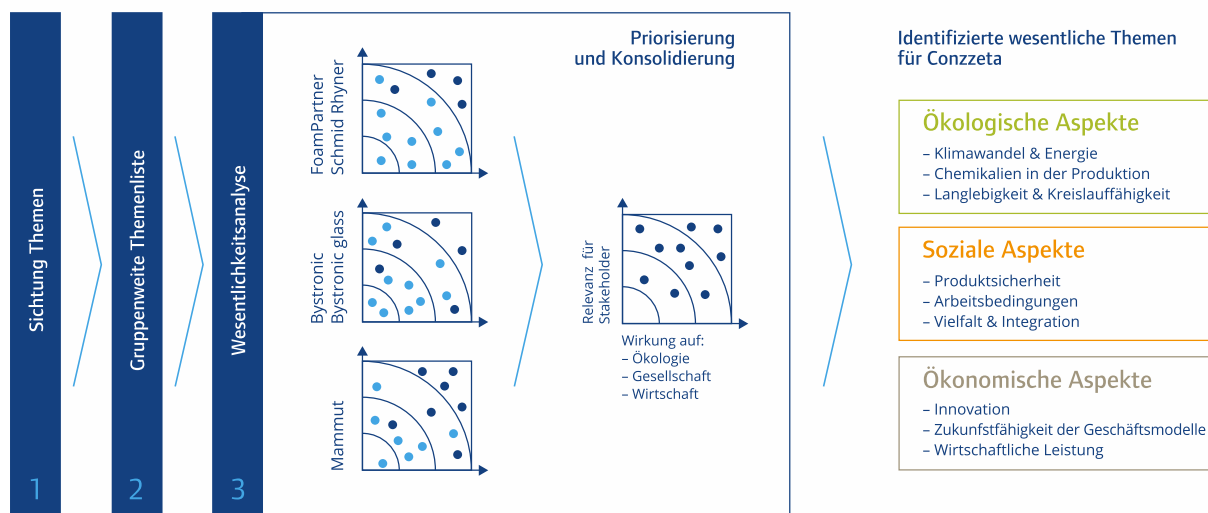 Sichtung Themen
1
Gruppenweite Themenliste
2
Wesentlichkeitsanalyse
3
Priorisierung
und Konsolidierung
FoamPartner
Schmid Rhyner
Bystronic
Bystronic glass
Mammut
Relevanz für
Stakeholder
Wirkung auf:
– Ökologie
– Gesellschaft
– Wirtschaft
Identifizierte wesentliche Themen
für Conzzeta
Ökologische Aspekte
– Klimawandel & Energie
– Chemikalien in der Produktion
– Langlebigkeit & Kreislauffähigkeit
Soziale Aspekte
– Produktsicherheit
– Arbeitsbedingungen
– Vielfalt & Integration
Ökonomische Aspekte
– Innovation
– Zukunfstfähigkeit der Geschäftsmodelle
– Wirtschaftliche Leistung